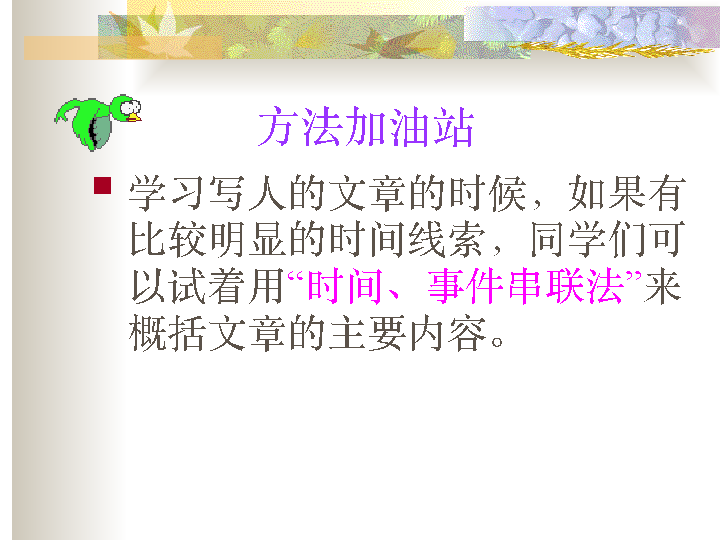 方法加油站
学习写人的文章的时候，如果有
比较明显的时间线索，同学们可
以试着用“时间、事件串联法”来
概括文章的主要内容。